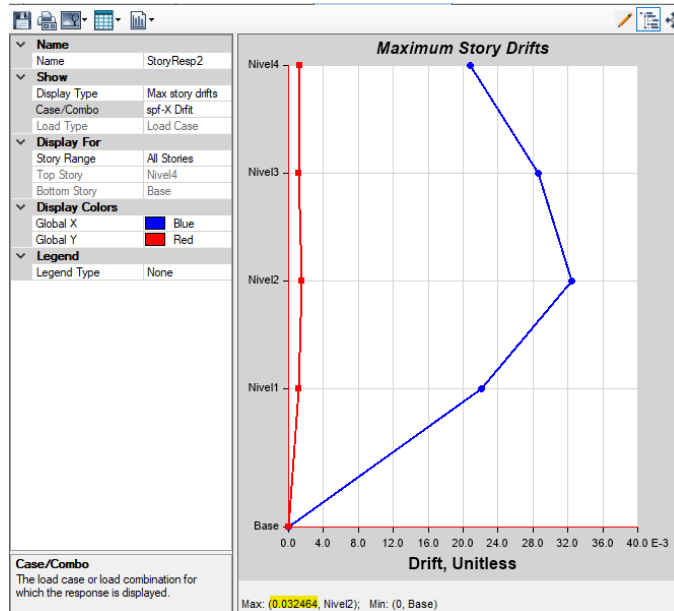 Name
Name StoryResp2
Show
Display Type Max story drifts
Case/Combo spf-X Drfit
Load Type Load Case
Display For
Story Range All Stories
Top Story Nivel4
Bottom Story Base
Display Colors
Global X Blue
Global Y Red
Legend
Legend Type None
Case/Combo
The load case or load combination for
which the response is displayed.
Maximum Story Drifts
Nivel4
Nivel3
Nivel2
Nivel1
Base
0.0 4.0 8.0 12.0 16.0 20.0 24.0 28.0 32.0 36.0 40.0 E-3
Drift, Unitless
Max: (0.032464, Nivel2); Min: (0, Base)